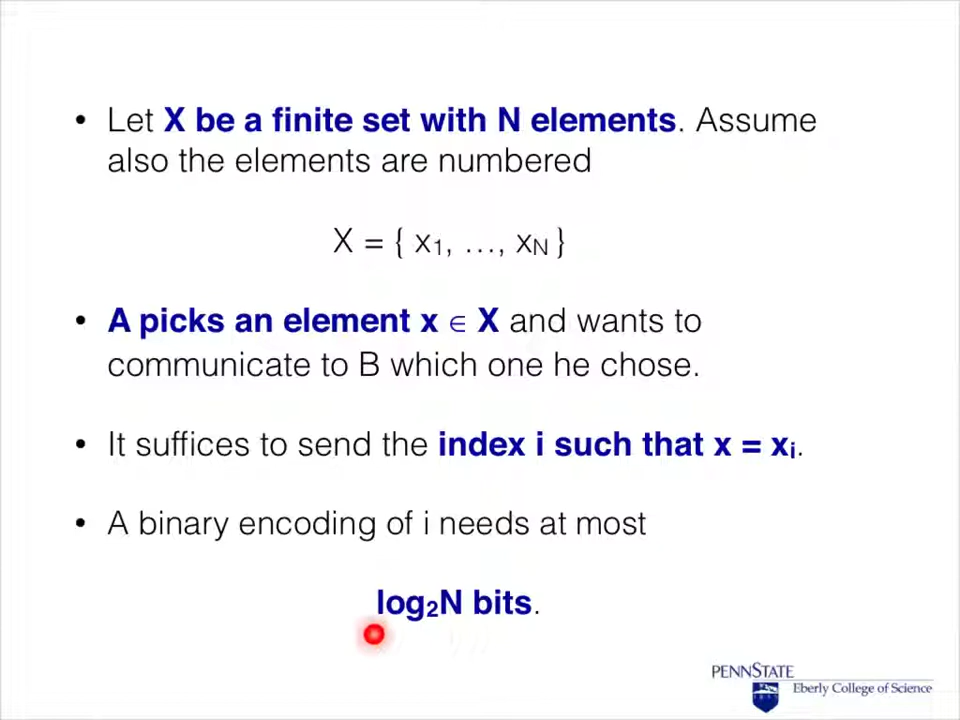 • Let X be a finite set with N elements. Assume
also the elements are numbered
X = { x₁, …, x_N }
• A picks an element x ∈ X and wants to
communicate to B which one he chose.
• It suffices to send the index i such that x = xᵢ.
• A binary encoding of i needs at most
log₂N bits.
PENNSTATE
Eberly College of Science